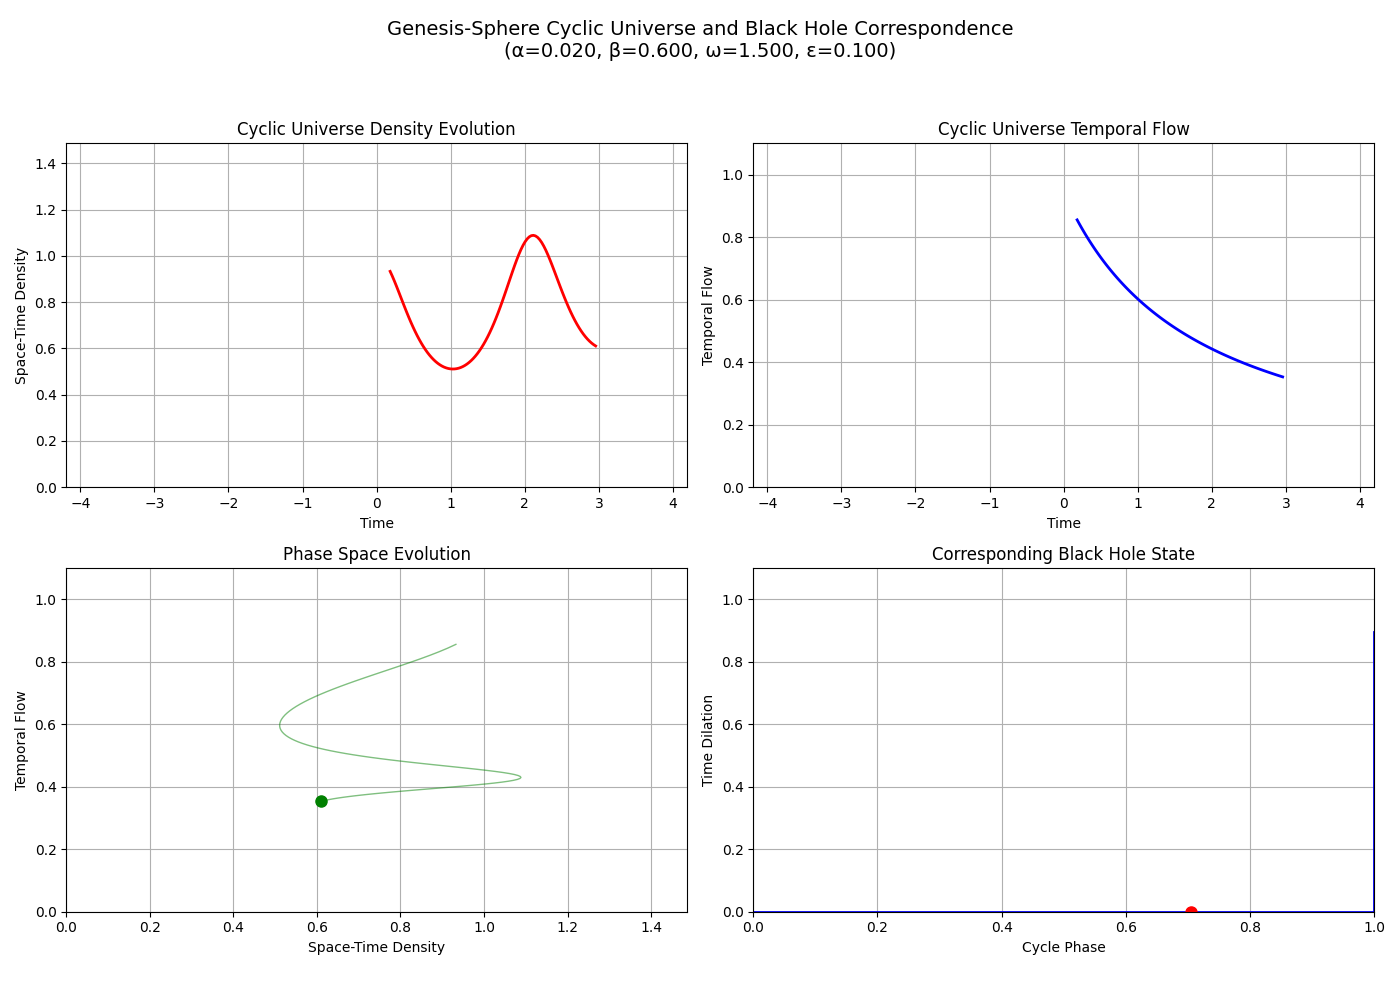 Genesis-Sphere Cyclic Universe and Black Hole Correspondence
(α=0.020, β=0.600, ω=1.500, ε=0.100)
Cyclic Universe Density Evolution
Space-Time Density
1.4
1.2
1.0
0.8
0.6
0.4
0.2
0.0
−4 −3 −2 −1 0 1 2 3 4
Time
Cyclic Universe Temporal Flow
Temporal Flow
1.0
0.8
0.6
0.4
0.2
0.0
−4 −3 −2 −1 0 1 2 3 4
Time
Phase Space Evolution
Temporal Flow
1.0
0.8
0.6
0.4
0.2
0.0
0.0 0.2 0.4 0.6 0.8 1.0 1.2 1.4
Space-Time Density
Corresponding Black Hole State
Time Dilation
1.0
0.8
0.6
0.4
0.2
0.0
0.0 0.2 0.4 0.6 0.8 1.0
Cycle Phase